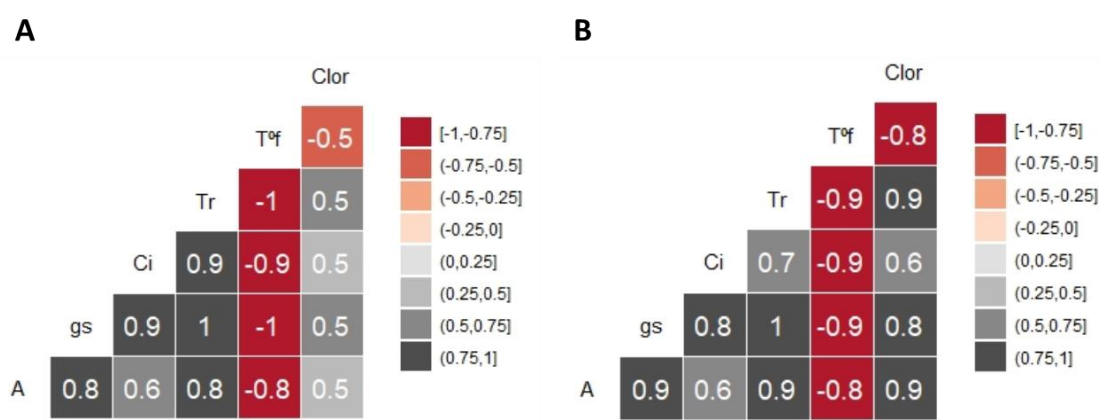 A
Clor
Tºf -0.5
Tr -1 0.5
Ci 0.9 -0.9 0.5
gs 0.9 1 -1 0.5
A 0.8 0.6 0.8 -0.8 0.5
[-1,-0.75]
(-0.75,-0.5]
(-0.5,-0.25]
(-0.25,0]
(0,0.25]
(0.25,0.5]
(0.5,0.75]
(0.75,1]
B
Clor
Tºf -0.8
Tr -0.9 0.9
Ci 0.7 -0.9 0.6
gs 0.8 1 -0.9 0.8
A 0.9 0.6 0.9 -0.8 0.9
[-1,-0.75]
(-0.75,-0.5]
(-0.5,-0.25]
(-0.25,0]
(0,0.25]
(0.25,0.5]
(0.5,0.75]
(0.75,1]